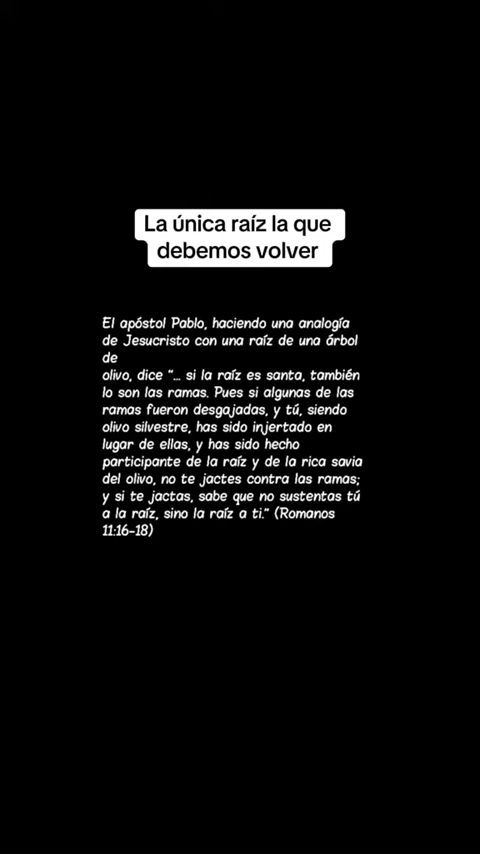 La única raíz la que
debemos volver
El apóstol Pablo, haciendo una analogía
de Jesucristo con una raíz de una árbol
de
olivo, dice "... si la raíz es santa, también
lo son las ramas. Pues si algunas de las
ramas fueron desgajadas, y tú, siendo
olivo silvestre, has sido injertado en
lugar de ellas, y has sido hecho
participante de la raíz y de la rica savia
del olivo, no te jactes contra las ramas;
y si te jactas, sabe que no sustentas tú
a la raíz, sino la raíz a ti." (Romanos
11:16-18)